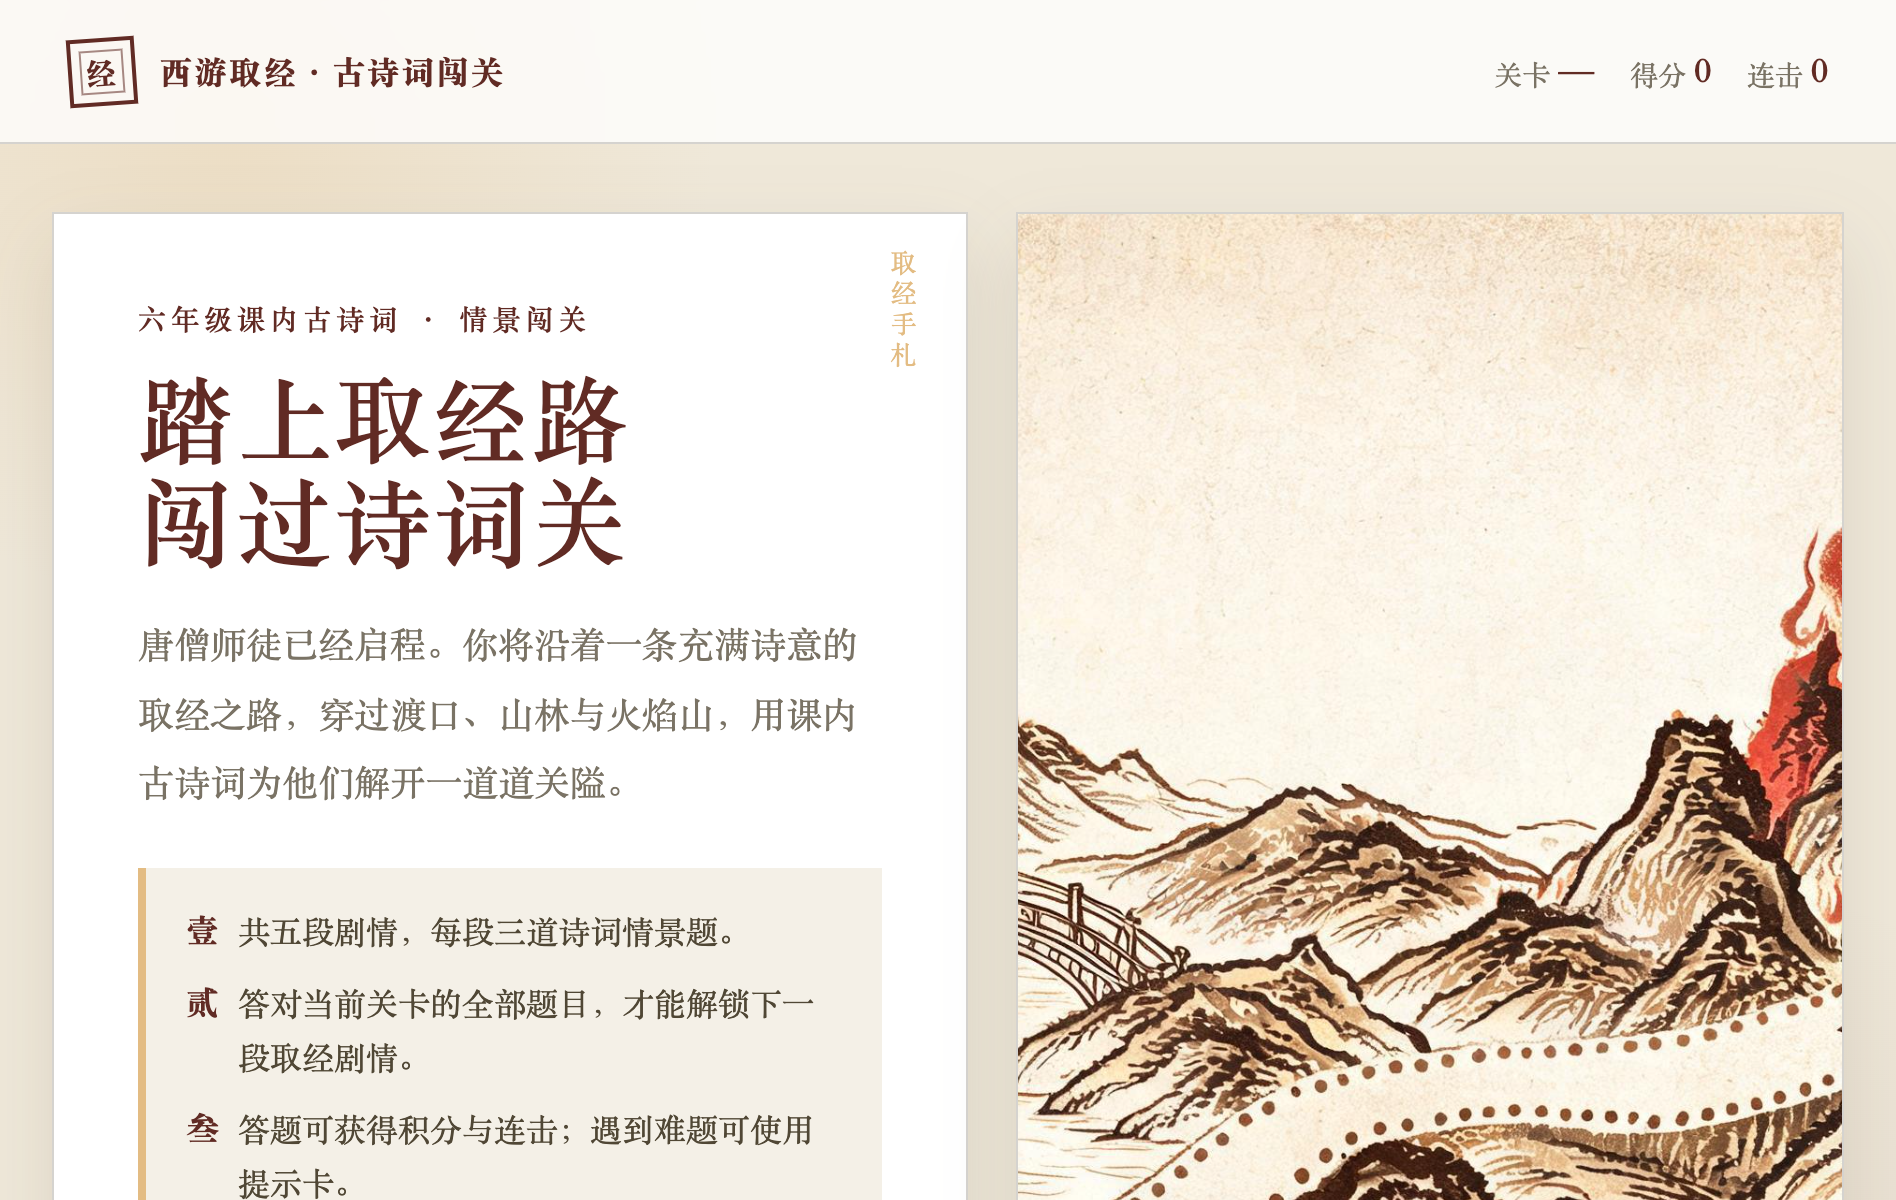 经
西游取经 · 古诗词闯关
关卡 — 得分 0 连击 0
取经手札
六年级课内古诗词 · 情景闯关
踏上取经路
闯过诗词关
唐僧师徒已经启程。你将沿着一条充满诗意的
取经之路，穿过渡口、山林与火焰山，用课内
古诗词为他们解开一道道关隘。
壹 共五段剧情，每段三道诗词情景题。
贰 答对当前关卡的全部题目，才能解锁下一
段取经剧情。
叁 答题可获得积分与连击；遇到难题可使用
提示卡。